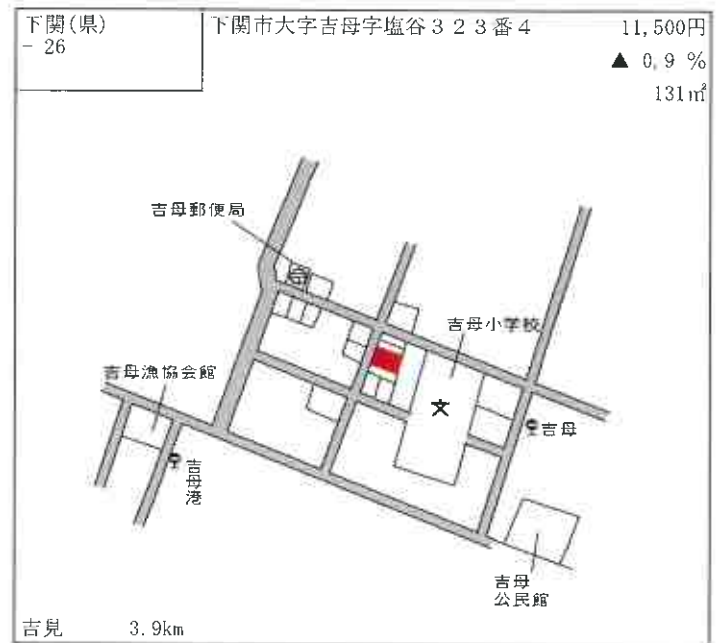 下関(県)
- 26
下関市大字吉母字塩谷３２３番４
11,500円
▲ 0.9 %
131㎡
吉母郵便局
吉母小学校
文
吉母漁協会館
吉母
吉母港
吉母
公民館
吉見 3.9km